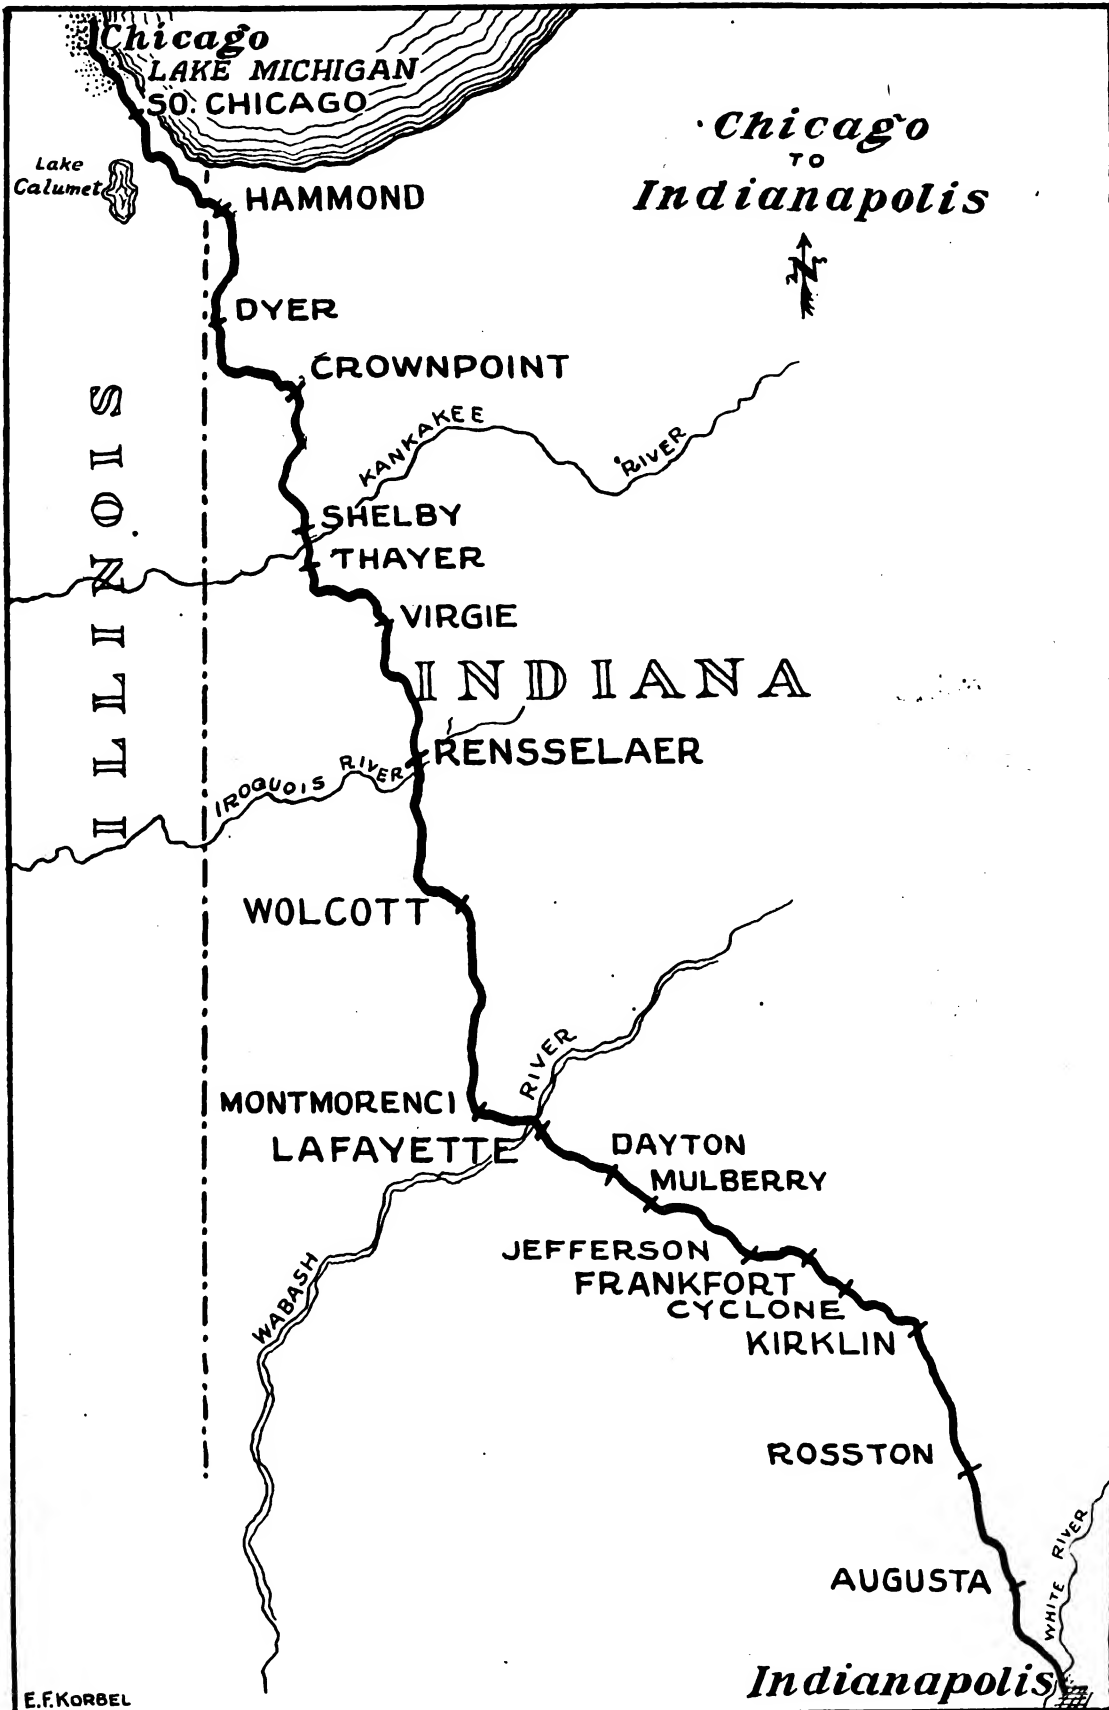 Chicago
LAKE MICHIGAN
SO. CHICAGO
Chicago
TO
Indianapolis
N
Lake
Calumet
HAMMOND
DYER
CROWNPOINT
KANKAKEE RIVER
ILLINOIS
SHELBY
THAYER
VIRGIE
INDIANA
RENSSELAER
IROQUOIS RIVER
WOLCOTT
MONTMORENCI
LAFAYETTE
WABASH RIVER
DAYTON
MULBERRY
JEFFERSON
FRANKFORT
CYCLONE
KIRKLIN
ROSSTON
AUGUSTA
WHITE RIVER
Indianapolis
E.F.KORBEL